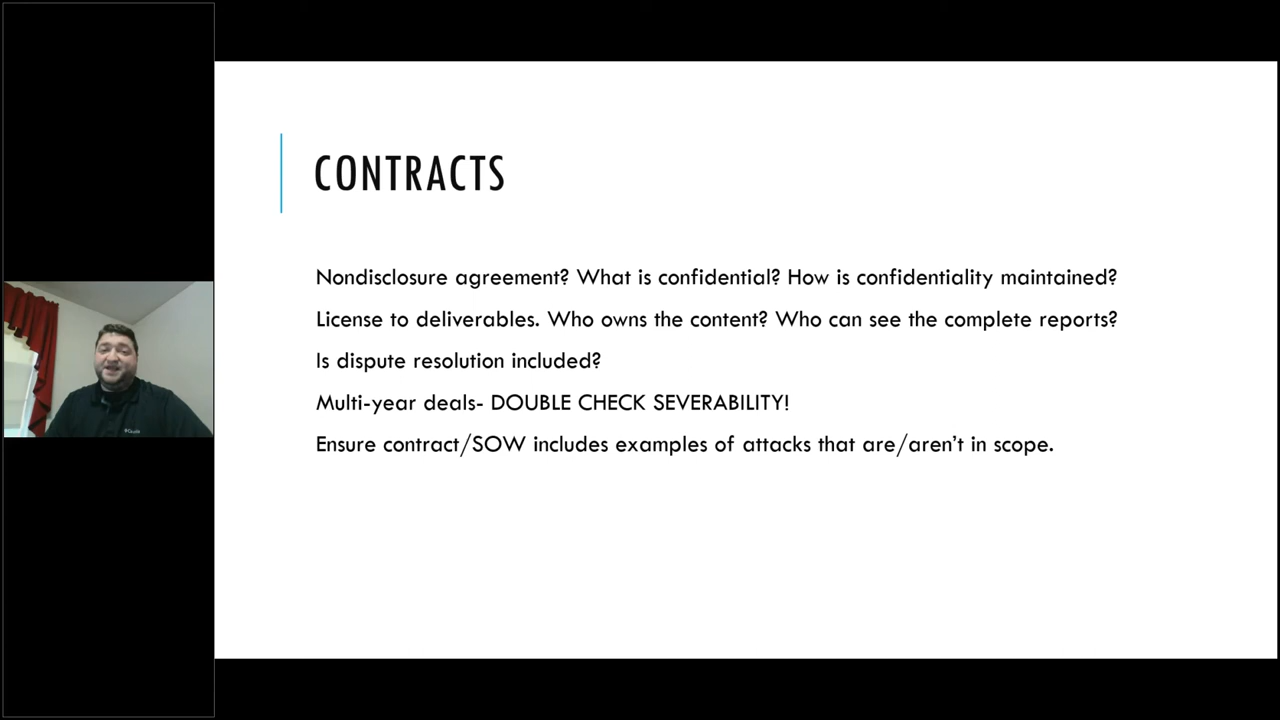 CONTRACTS
Nondisclosure agreement? What is confidential? How is confidentiality maintained?
License to deliverables. Who owns the content? Who can see the complete reports?
Is dispute resolution included?
Multi-year deals- DOUBLE CHECK SEVERABILITY!
Ensure contract/SOW includes examples of attacks that are/aren't in scope.